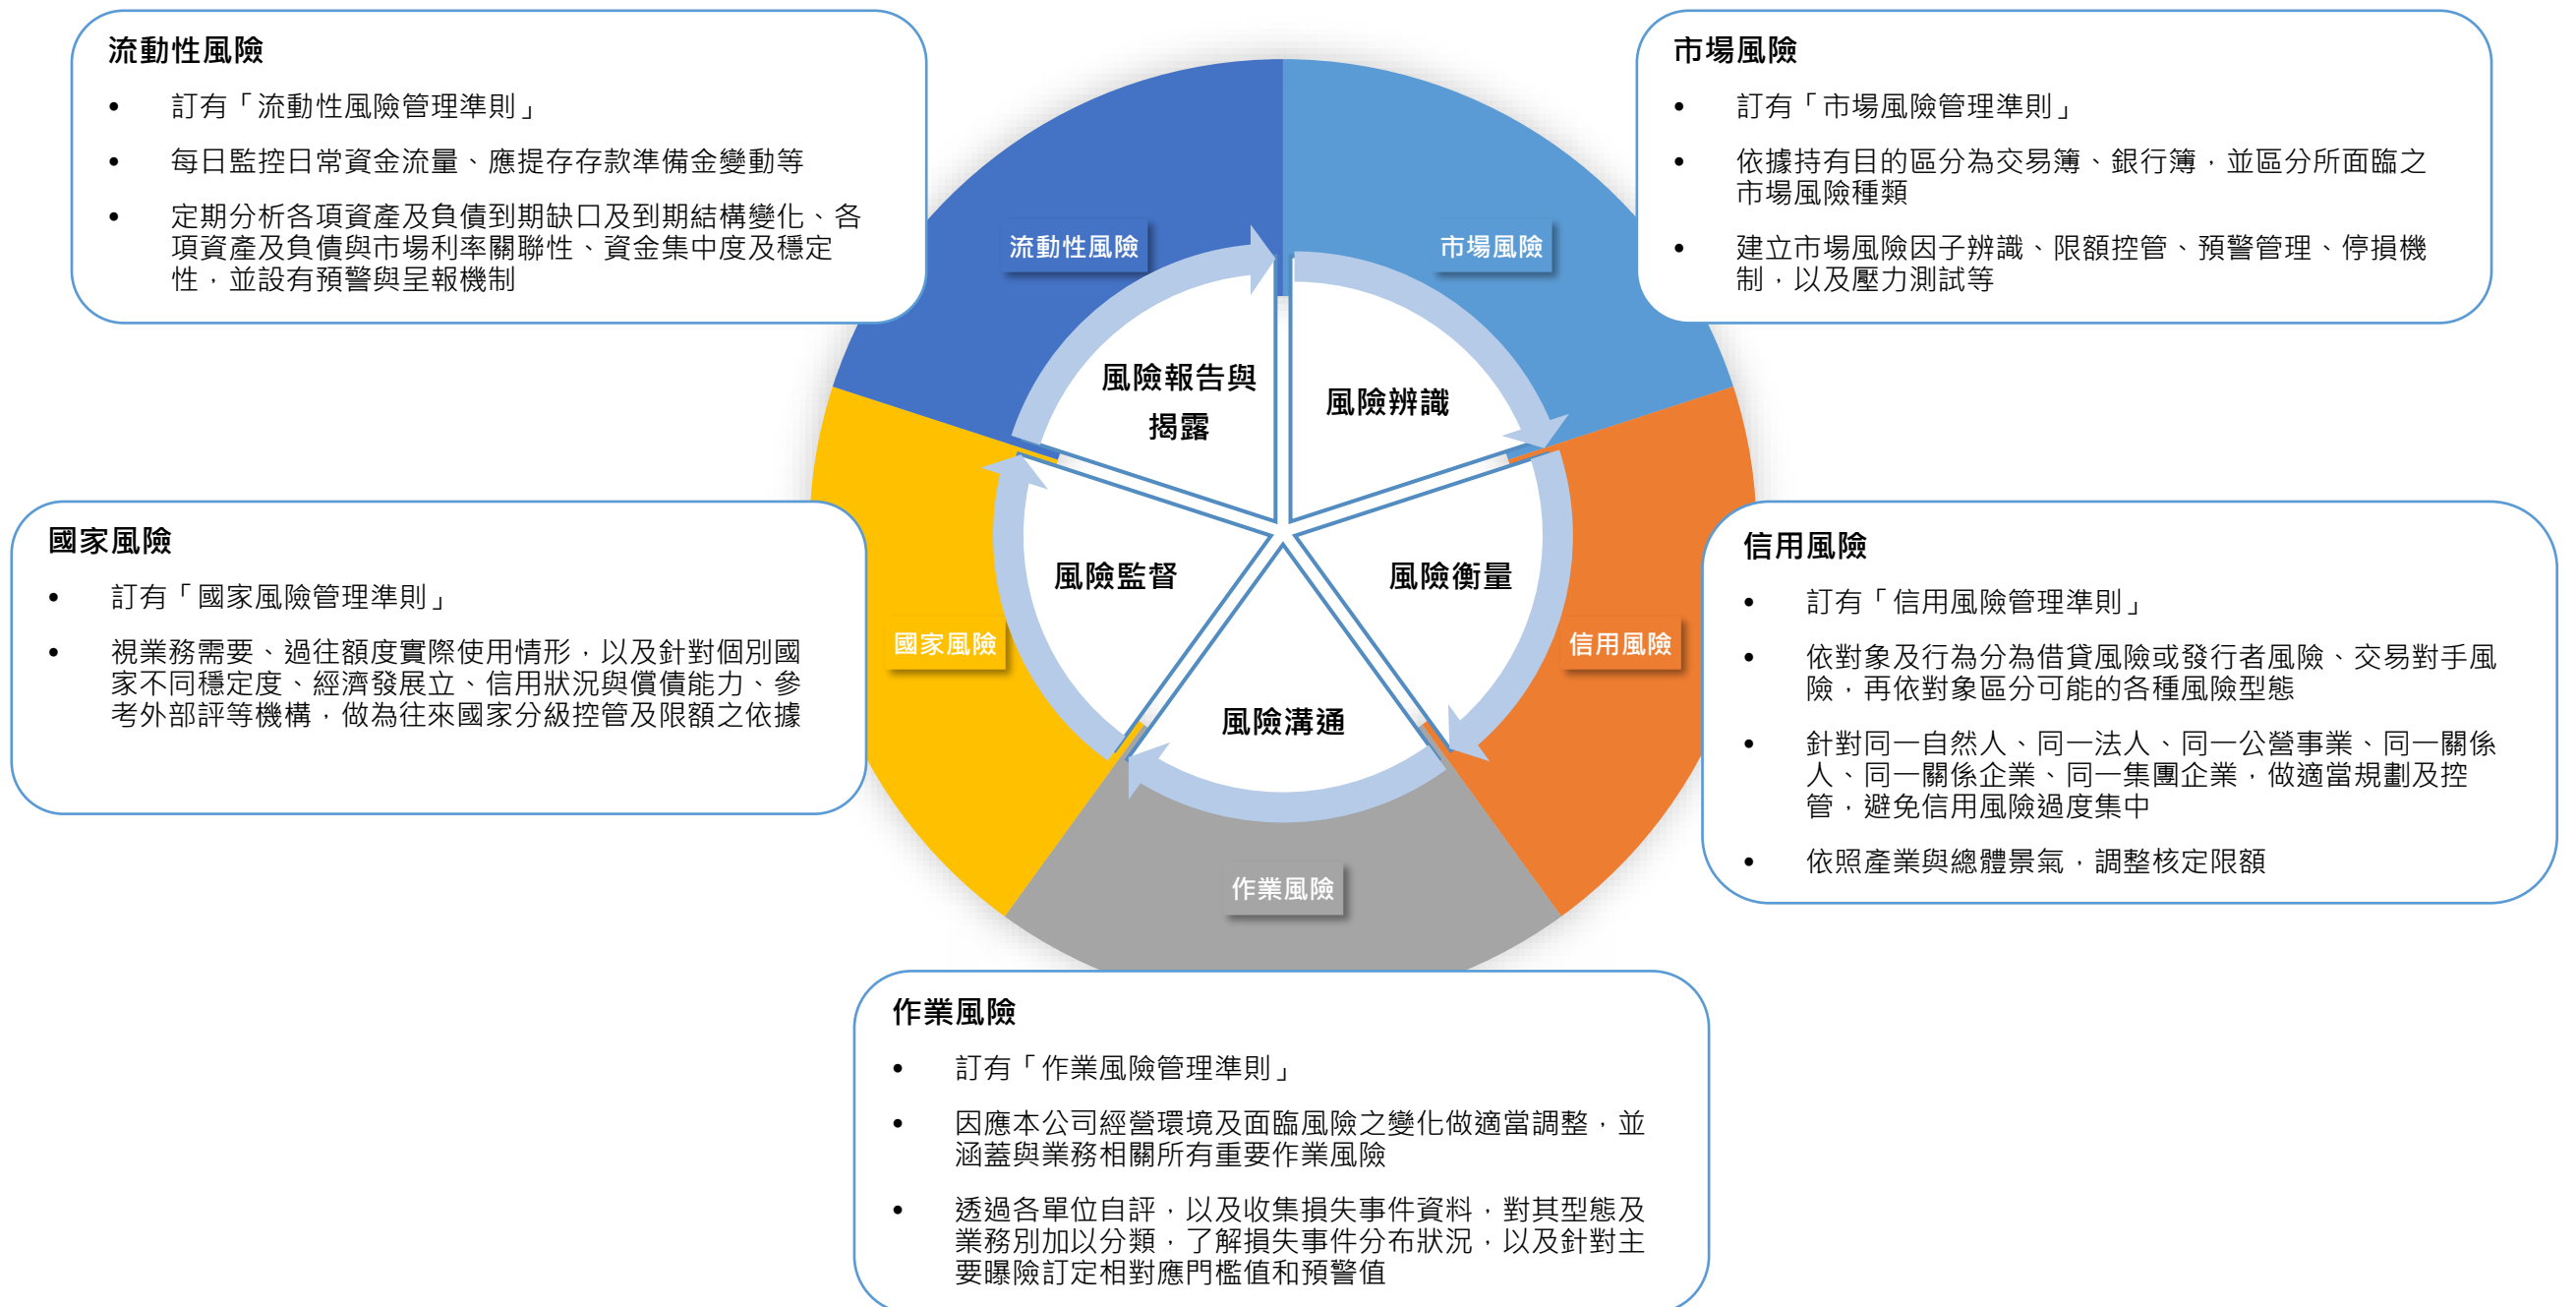 流動性風險
• 訂有「流動性風險管理準則」
• 每日監控日常資金流量、應提存存款準備金變動等
• 定期分析各項資產及負債到期缺口及到期結構變化、各
項資產及負債與市場利率關聯性、資金集中度及穩定
性，並設有預警與呈報機制
市場風險
• 訂有「市場風險管理準則」
• 依據持有目的區分為交易簿、銀行簿，並區分所面臨之
市場風險種類
• 建立市場風險因子辨識、限額控管、預警管理、停損機
制，以及壓力測試等
流動性風險
市場風險
風險報告與
揭露
風險辨識
風險監督
風險衡量
風險溝通
國家風險
信用風險
作業風險
國家風險
• 訂有「國家風險管理準則」
• 視業務需要、過往額度實際使用情形，以及針對個別國
家不同穩定度、經濟發展立、信用狀況與償債能力、參
考外部評等機構，做為往來國家分級控管及限額之依據
信用風險
• 訂有「信用風險管理準則」
• 依對象及行為分為借貸風險或發行者風險、交易對手風
險，再依對象區分可能的各種風險型態
• 針對同一自然人、同一法人、同一公營事業、同一關係
人、同一關係企業、同一集團企業，做適當規劃及控
管，避免信用風險過度集中
• 依照產業與總體景氣，調整核定限額
作業風險
• 訂有「作業風險管理準則」
• 因應本公司經營環境及面臨風險之變化做適當調整，並
涵蓋與業務相關所有重要作業風險
• 透過各單位自評，以及收集損失事件資料，對其型態及
業務別加以分類，了解損失事件分布狀況，以及針對主
要曝險訂定相對應門檻值和預警值